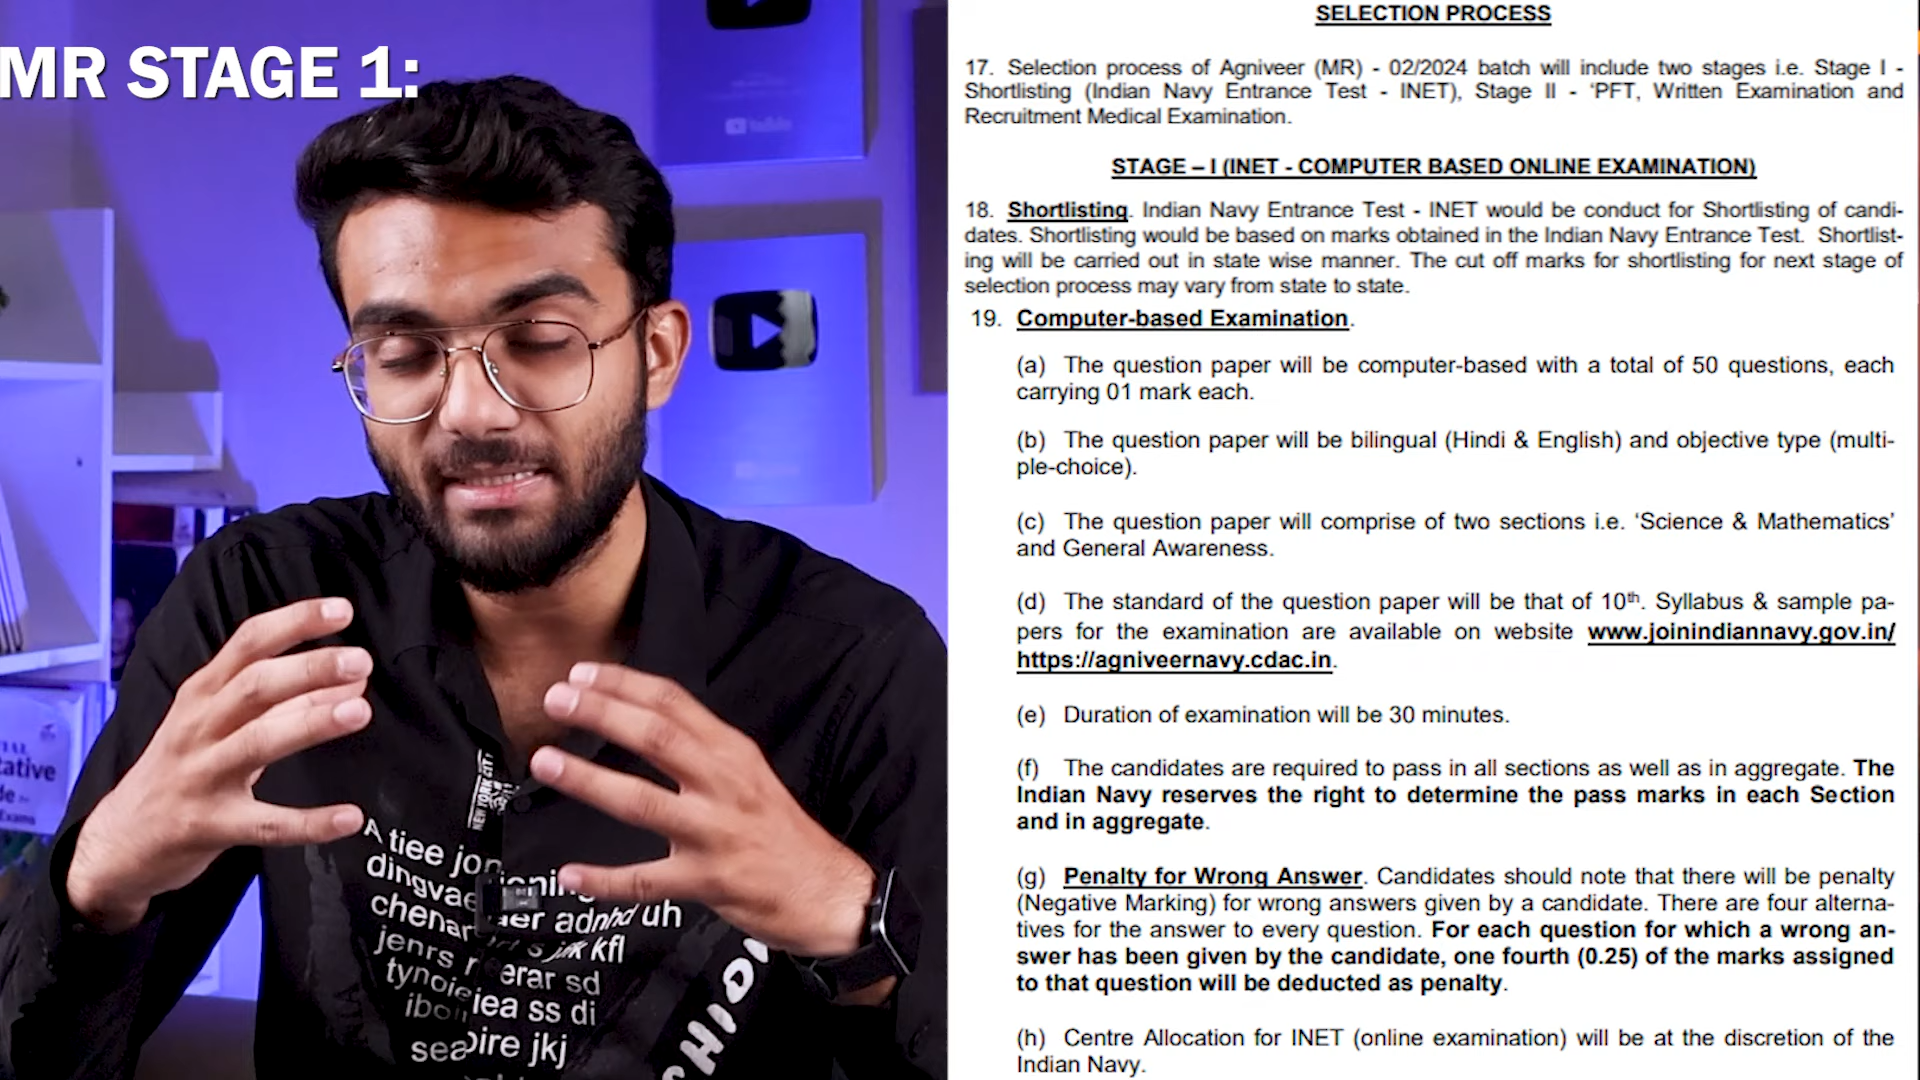 MR STAGE 1:
SELECTION PROCESS
17. Selection process of Agniveer (MR) - 02/2024 batch will include two stages i.e. Stage I -
Shortlisting (Indian Navy Entrance Test - INET), Stage II - 'PFT, Written Examination and
Recruitment Medical Examination.
STAGE – I (INET - COMPUTER BASED ONLINE EXAMINATION)
18. Shortlisting. Indian Navy Entrance Test - INET would be conduct for Shortlisting of candi-
dates. Shortlisting would be based on marks obtained in the Indian Navy Entrance Test. Shortlist-
ing will be carried out in state wise manner. The cut off marks for shortlisting for next stage of
selection process may vary from state to state.
19. Computer-based Examination.
(a) The question paper will be computer-based with a total of 50 questions, each
carrying 01 mark each.
(b) The question paper will be bilingual (Hindi & English) and objective type (multi-
ple-choice).
(c) The question paper will comprise of two sections i.e. 'Science & Mathematics'
and General Awareness.
(d) The standard of the question paper will be that of 10th. Syllabus & sample pa-
pers for the examination are available on website www.joinindiannavy.gov.in/
https://agniveernavy.cdac.in.
(e) Duration of examination will be 30 minutes.
(f) The candidates are required to pass in all sections as well as in aggregate. The
Indian Navy reserves the right to determine the pass marks in each Section
and in aggregate.
(g) Penalty for Wrong Answer. Candidates should note that there will be penalty
(Negative Marking) for wrong answers given by a candidate. There are four alterna-
tives for the answer to every question. For each question for which a wrong an-
swer has been given by the candidate, one fourth (0.25) of the marks assigned
to that question will be deducted as penalty.
(h) Centre Allocation for INET (online examination) will be at the discretion of the
Indian Navy.
YouTube
NEW YORK CITY
A tiee
adnhd uh
kfl
jenrs
erar sd
iea ss di
jkj